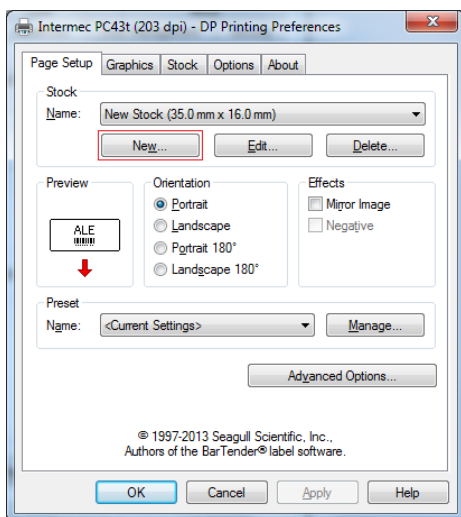 Intermec PC43t (203 dpi) - DP Printing Preferences
Page Setup Graphics Stock Options About
Stock
Name: New Stock (35.0 mm x 16.0 mm)
New... Edit... Delete...
Preview Orientation Effects
Portrait Mirror Image
ALE Landscape Negative
Portrait 180°
Landscape 180°
Preset
Name: <Current Settings> Manage...
Advanced Options...
© 1997-2013 Seagull Scientific, Inc.,
Authors of the BarTender® label software.
OK Cancel Apply Help